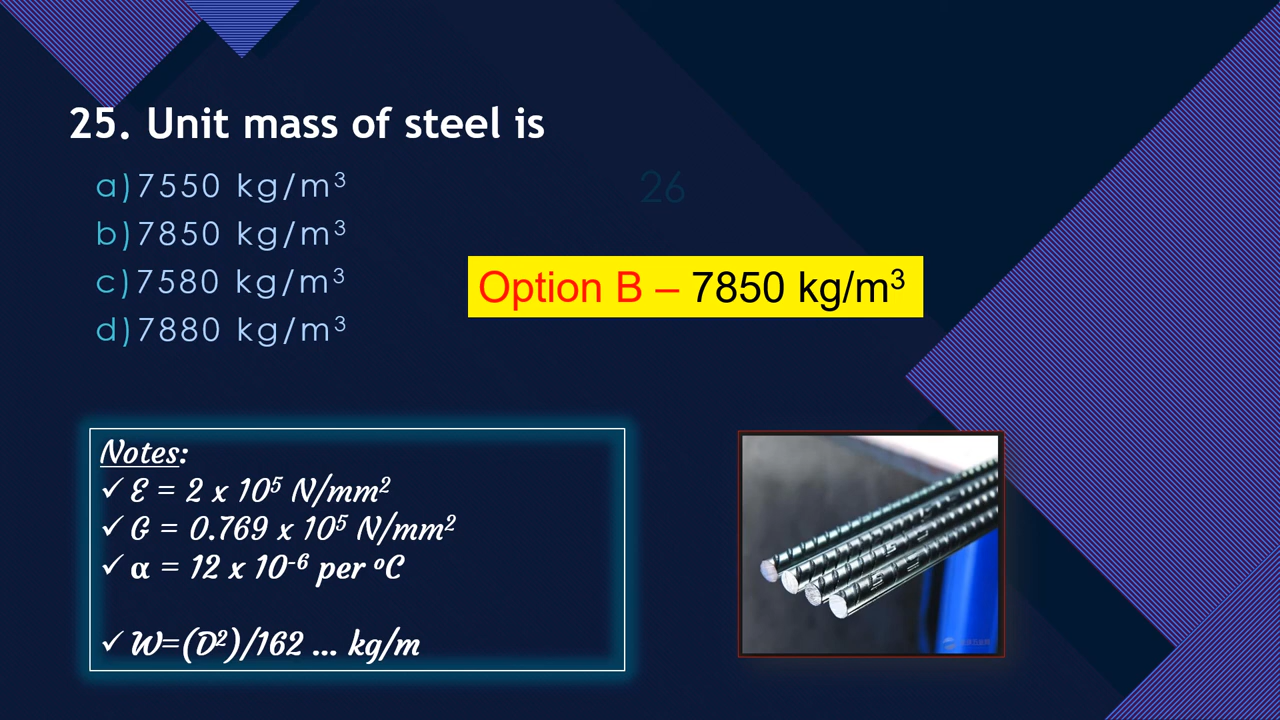 25. Unit mass of steel is
a) 7550 kg/m³
b) 7850 kg/m³
c) 7580 kg/m³
d) 7880 kg/m³
26
Option B – 7850 kg/m³
Notes:
✓ E = 2 x 10⁵ N/mm²
✓ G = 0.769 x 10⁵ N/mm²
✓ α = 12 x 10⁻⁶ per ⁰C
✓ W=(D²)/162 ... kg/m